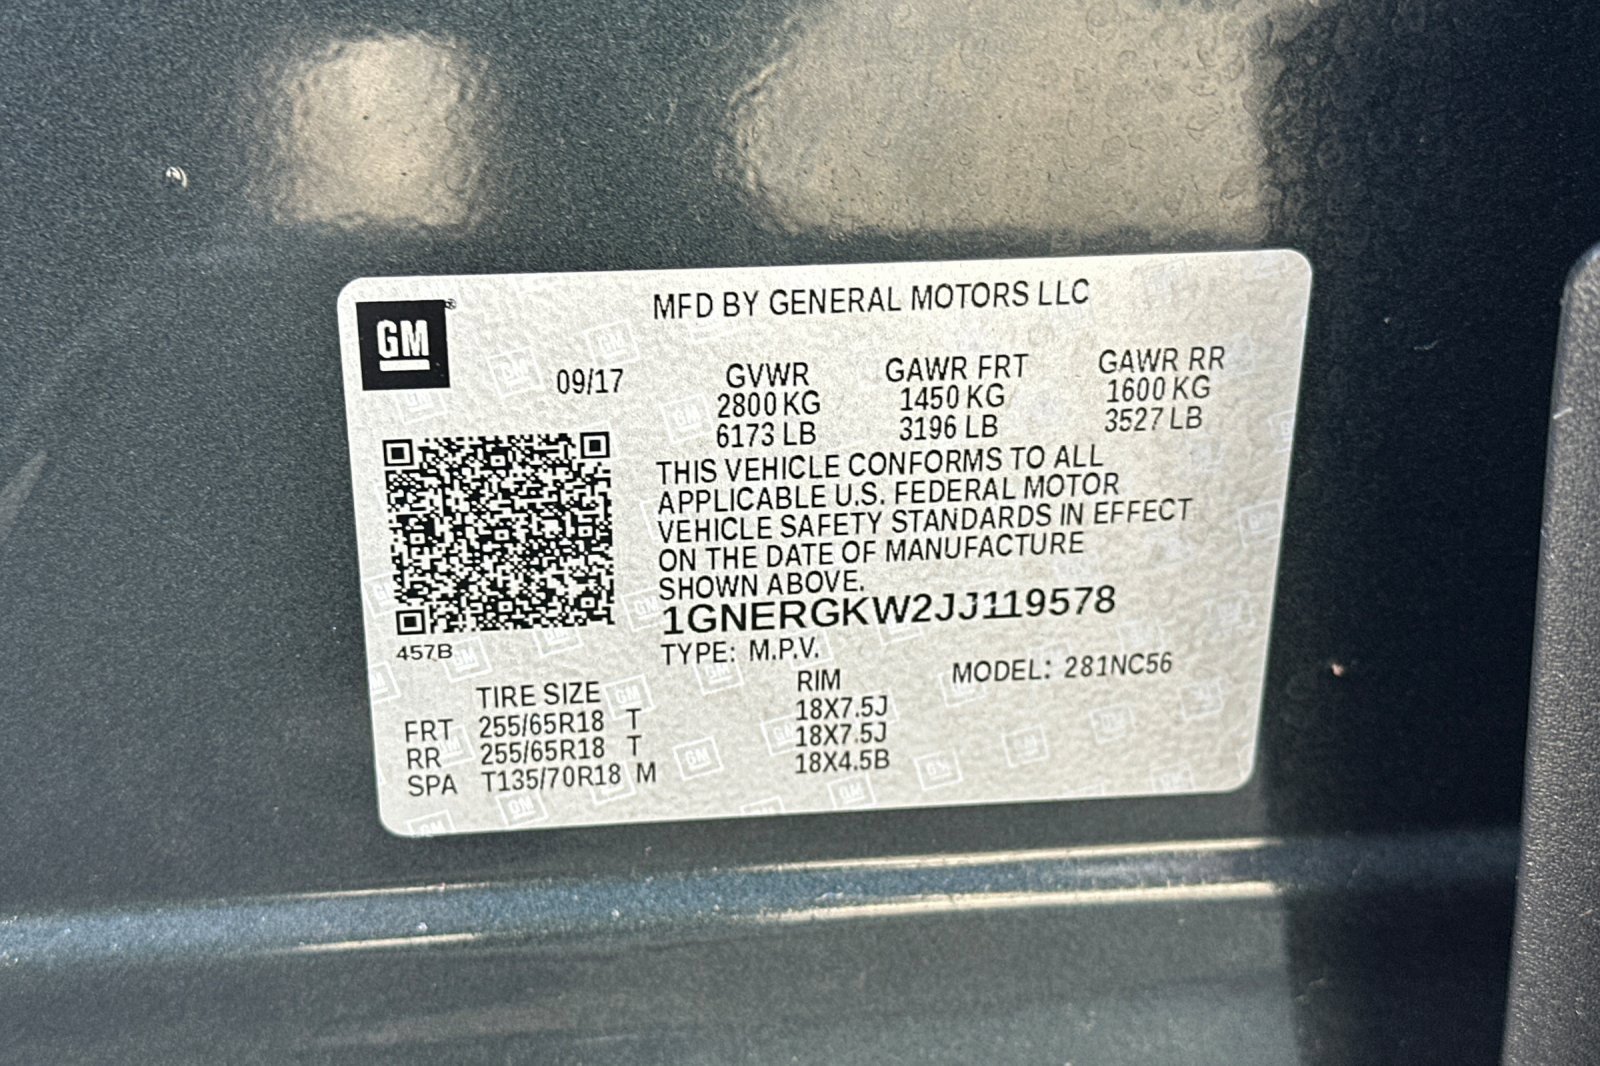 GM
MFD BY GENERAL MOTORS LLC
09/17
GVWR GAWR FRT GAWR RR
2800 KG 1450 KG 1600 KG
6173 LB 3196 LB 3527 LB
THIS VEHICLE CONFORMS TO ALL
APPLICABLE U.S. FEDERAL MOTOR
VEHICLE SAFETY STANDARDS IN EFFECT
ON THE DATE OF MANUFACTURE
SHOWN ABOVE.
1GNERGKW2JJ119578
457B
TYPE: M.P.V.
MODEL: 281NC56
TIRE SIZE RIM
FRT 255/65R18 T 18X7.5J
RR 255/65R18 T 18X7.5J
SPA T135/70R18 M 18X4.5B